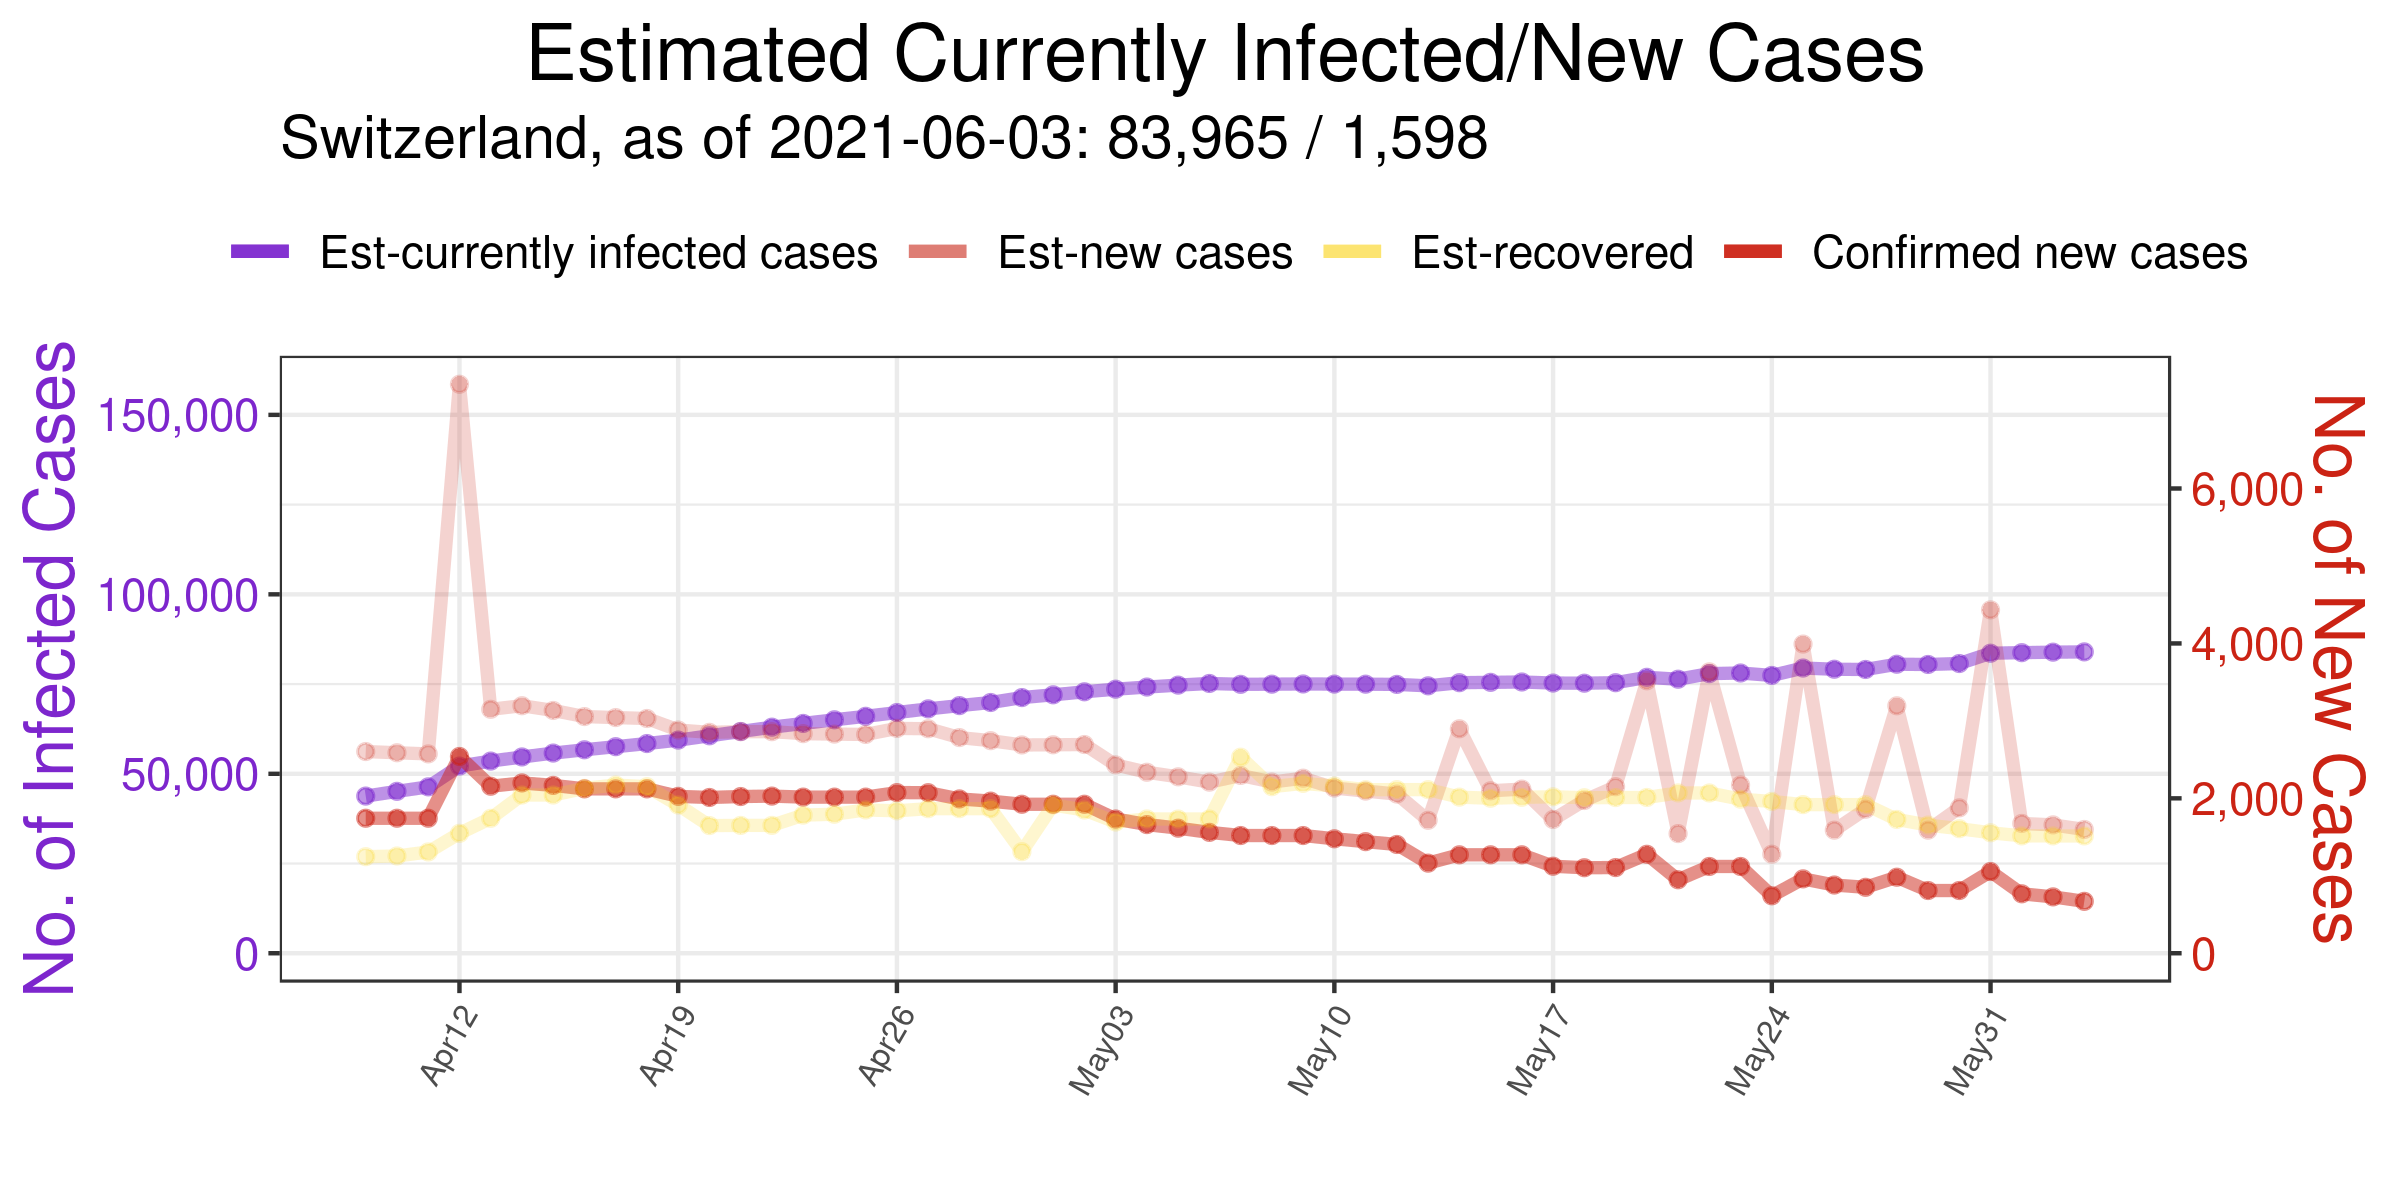 Estimated Currently Infected/New Cases
Switzerland, as of 2021-06-03: 83,965 / 1,598
Est-currently infected cases Est-new cases Est-recovered Confirmed new cases
No. of Infected Cases
150,000
100,000
50,000
0
No. of New Cases
6,000
4,000
2,000
0
Apr12 Apr19 Apr26 May03 May10 May17 May24 May31